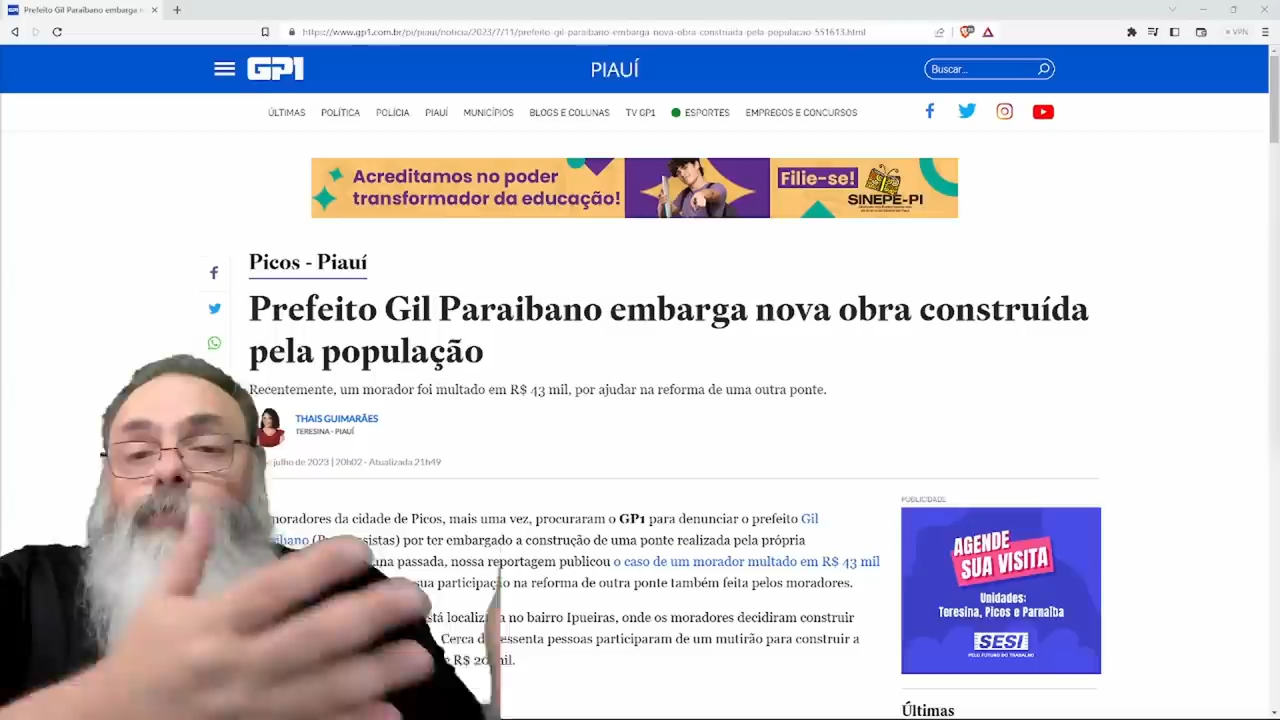 Prefeito Gil Paraibano embarga n
https://www.gp1.com.br/pi/piaui/noticia/2023/7/11/prefeito-gil-paraibano-embarga-nova-obra-construida-pela-populacao-551613.html
VPN
GP1
PIAUÍ
Buscar...
ÚLTIMAS POLÍTICA POLÍCIA PIAUÍ MUNICÍPIOS BLOGS E COLUNAS TV GP1 ESPORTES EMPREGOS E CONCURSOS
Acreditamos no poder
transformador da educação!
Filie-se!
SINEPE-PI
Picos - Piauí
Prefeito Gil Paraibano embarga nova obra construída
pela população
Recentemente, um morador foi multado em R$ 43 mil, por ajudar na reforma de uma outra ponte.
THAIS GUIMARÃES
TERESINA - PIAUÍ
julho de 2023 | 20h02 - Atualizada 21h49
moradores da cidade de Picos, mais uma vez, procuraram o GP1 para denunciar o prefeito Gil
por ter embargado a construção de uma ponte realizada pela própria
passada, nossa reportagem publicou o caso de um morador multado em R$ 43 mil
sua participação na reforma de outra ponte também feita pelos moradores.
no bairro Ipueiras, onde os moradores decidiram construir
Cerca de sessenta pessoas participaram de um mutirão para construir a
R$ 20 mil.
PUBLICIDADE
AGENDE
SUA VISITA
Unidades:
Teresina, Picos e Parnaíba
SESI
PELO FUTURO DO TRABALHO
Últimas